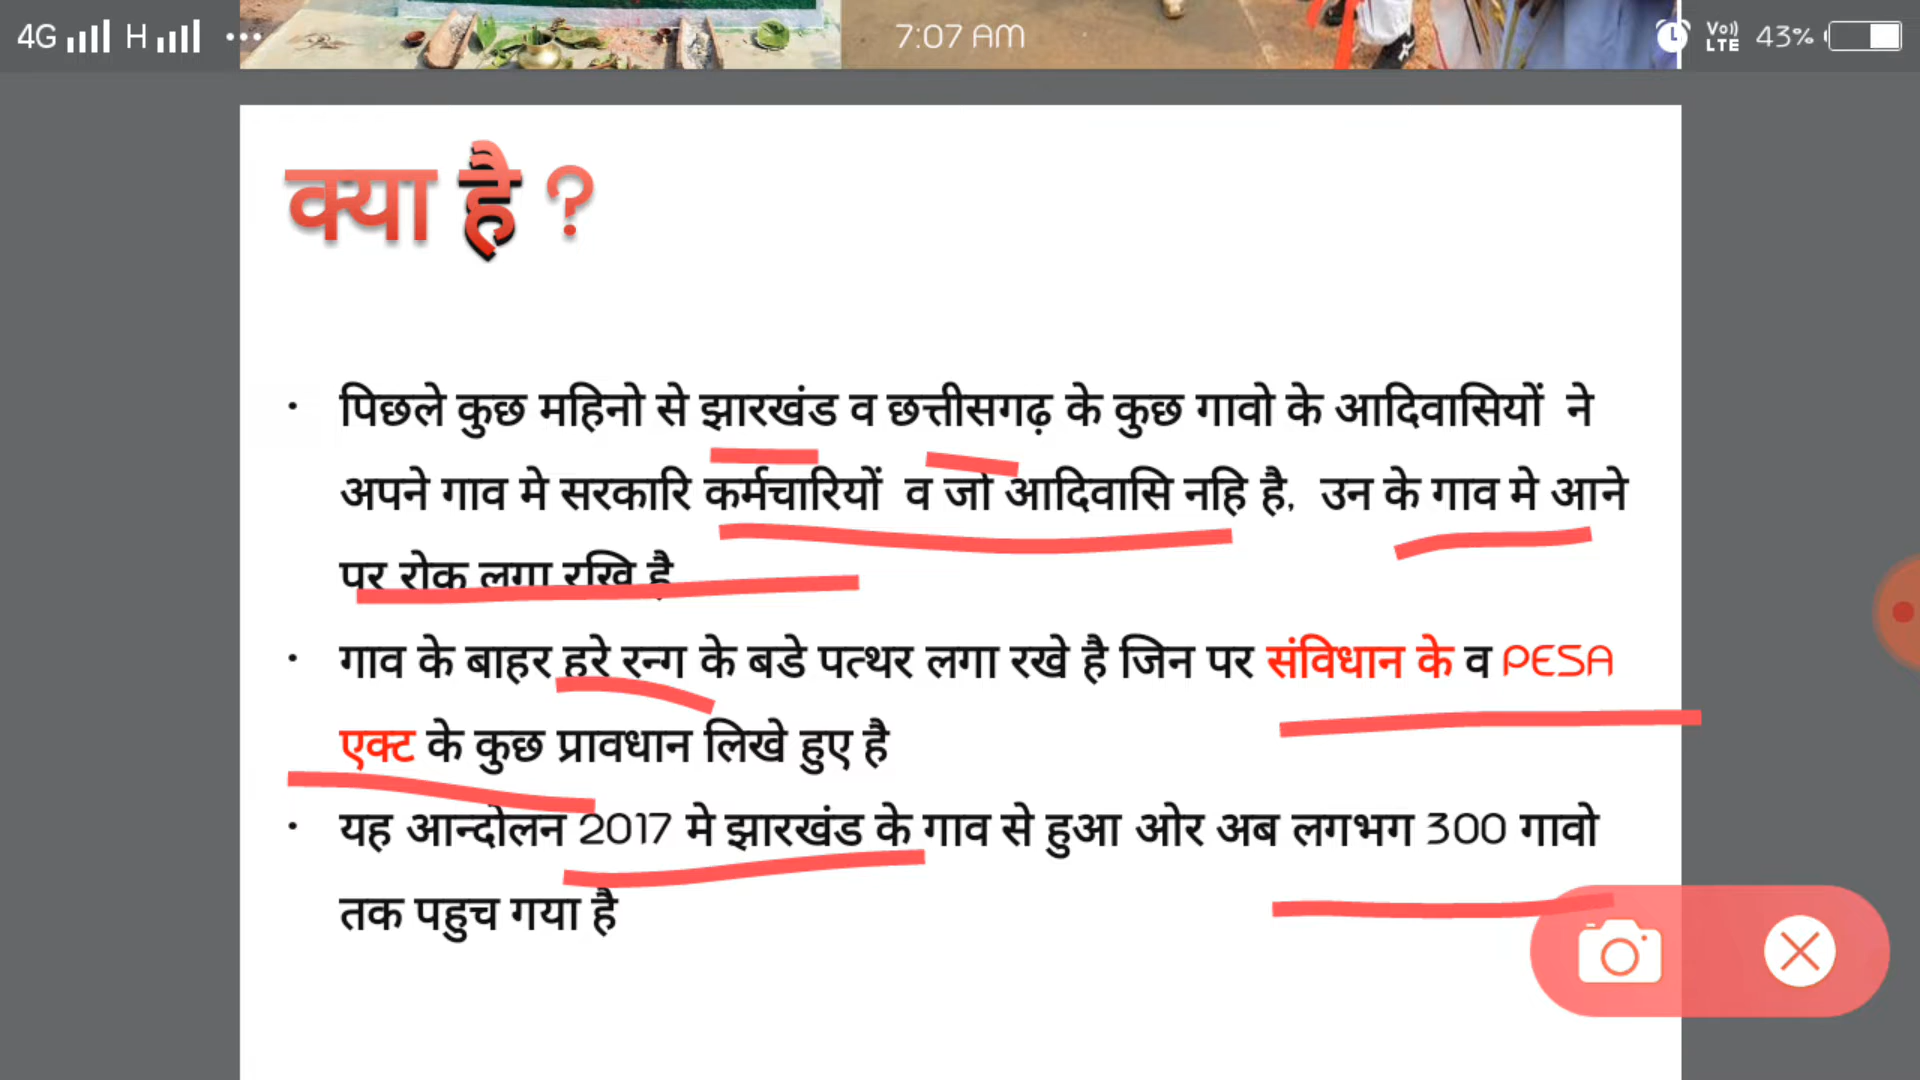 4G H ... 7:07 AM Vo)) LTE 43%
क्या है ?
· पिछले कुछ महिनो से झारखंड व छत्तीसगढ़ के कुछ गावो के आदिवासियों ने
अपने गाव मे सरकारि कर्मचारियों व जो आदिवासि नहि है, उन के गाव मे आने
पर रोक लगा रखि है
· गाव के बाहर हरे रन्ग के बडे पत्थर लगा रखे है जिन पर संविधान के व PESA
एक्ट के कुछ प्रावधान लिखे हुए है
· यह आन्दोलन 2017 मे झारखंड के गाव से हुआ ओर अब लगभग 300 गावो
तक पहुच गया है